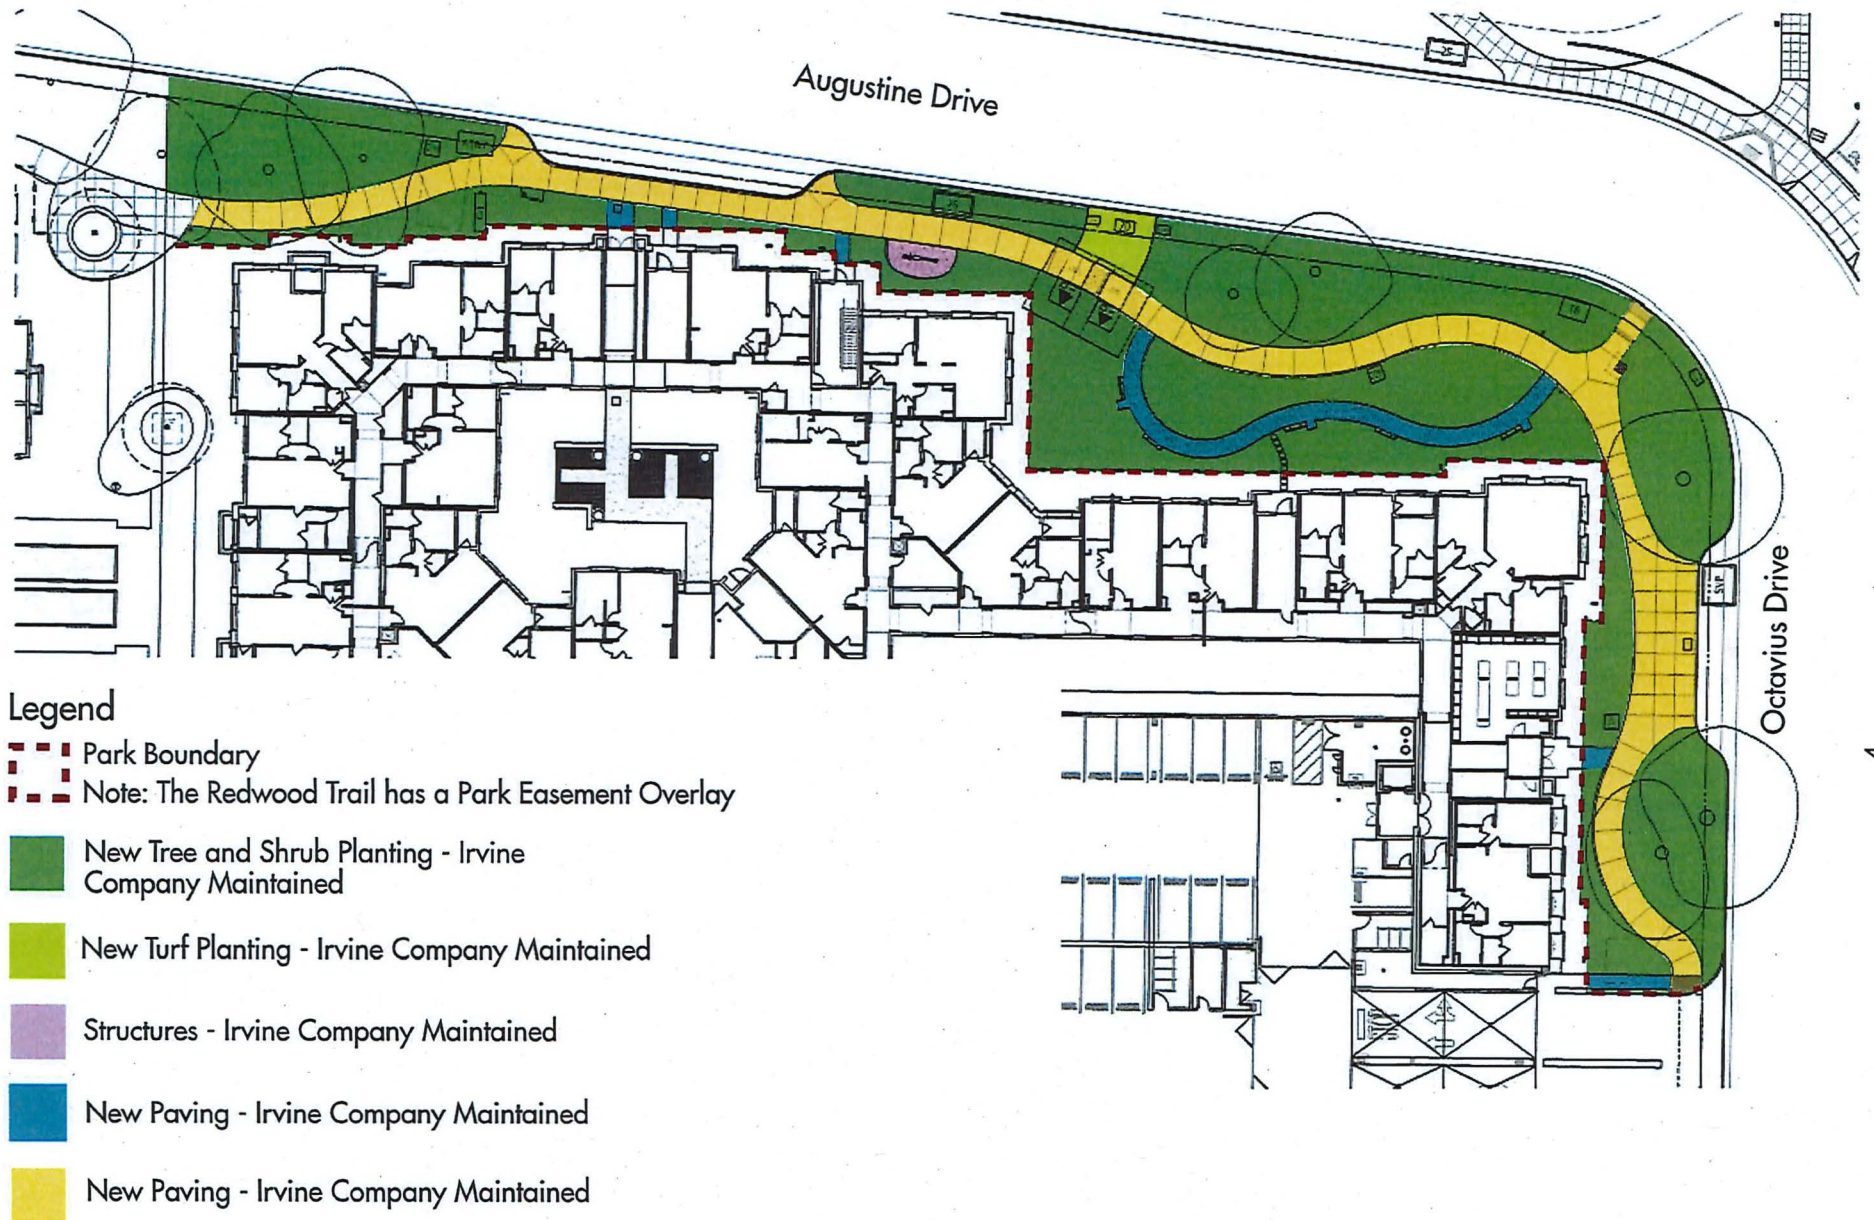 Augustine Drive
Octavius Drive
Legend
Park Boundary
Note: The Redwood Trail has a Park Easement Overlay
New Tree and Shrub Planting - Irvine
Company Maintained
New Turf Planting - Irvine Company Maintained
Structures - Irvine Company Maintained
New Paving - Irvine Company Maintained
New Paving - Irvine Company Maintained